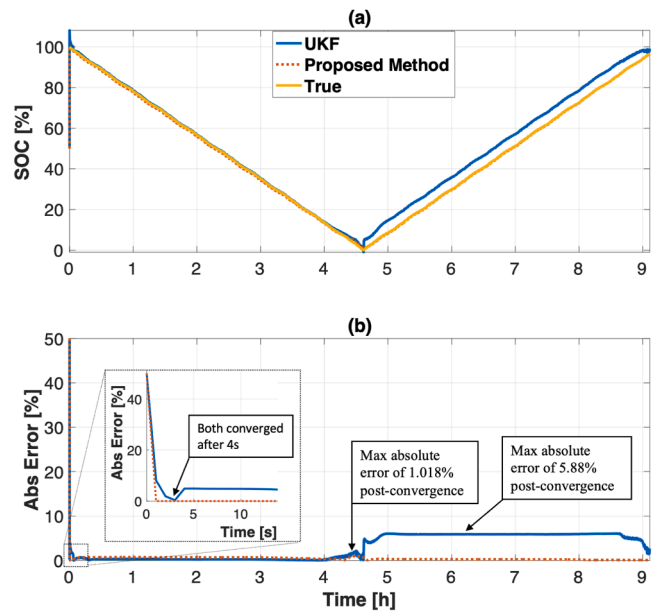 (a)
SOC [%]
100
80
60
40
20
0
UKF
Proposed Method
True
0 1 2 3 4 5 6 7 8 9
(b)
Abs Error [%]
50
40
30
20
10
0
Abs Error [%]
40
20
0
Both converged
after 4s
0 5 10
Time [s]
Max absolute
error of 1.018%
post-convergence
Max absolute
error of 5.88%
post-convergence
0 1 2 3 4 5 6 7 8 9
Time [h]